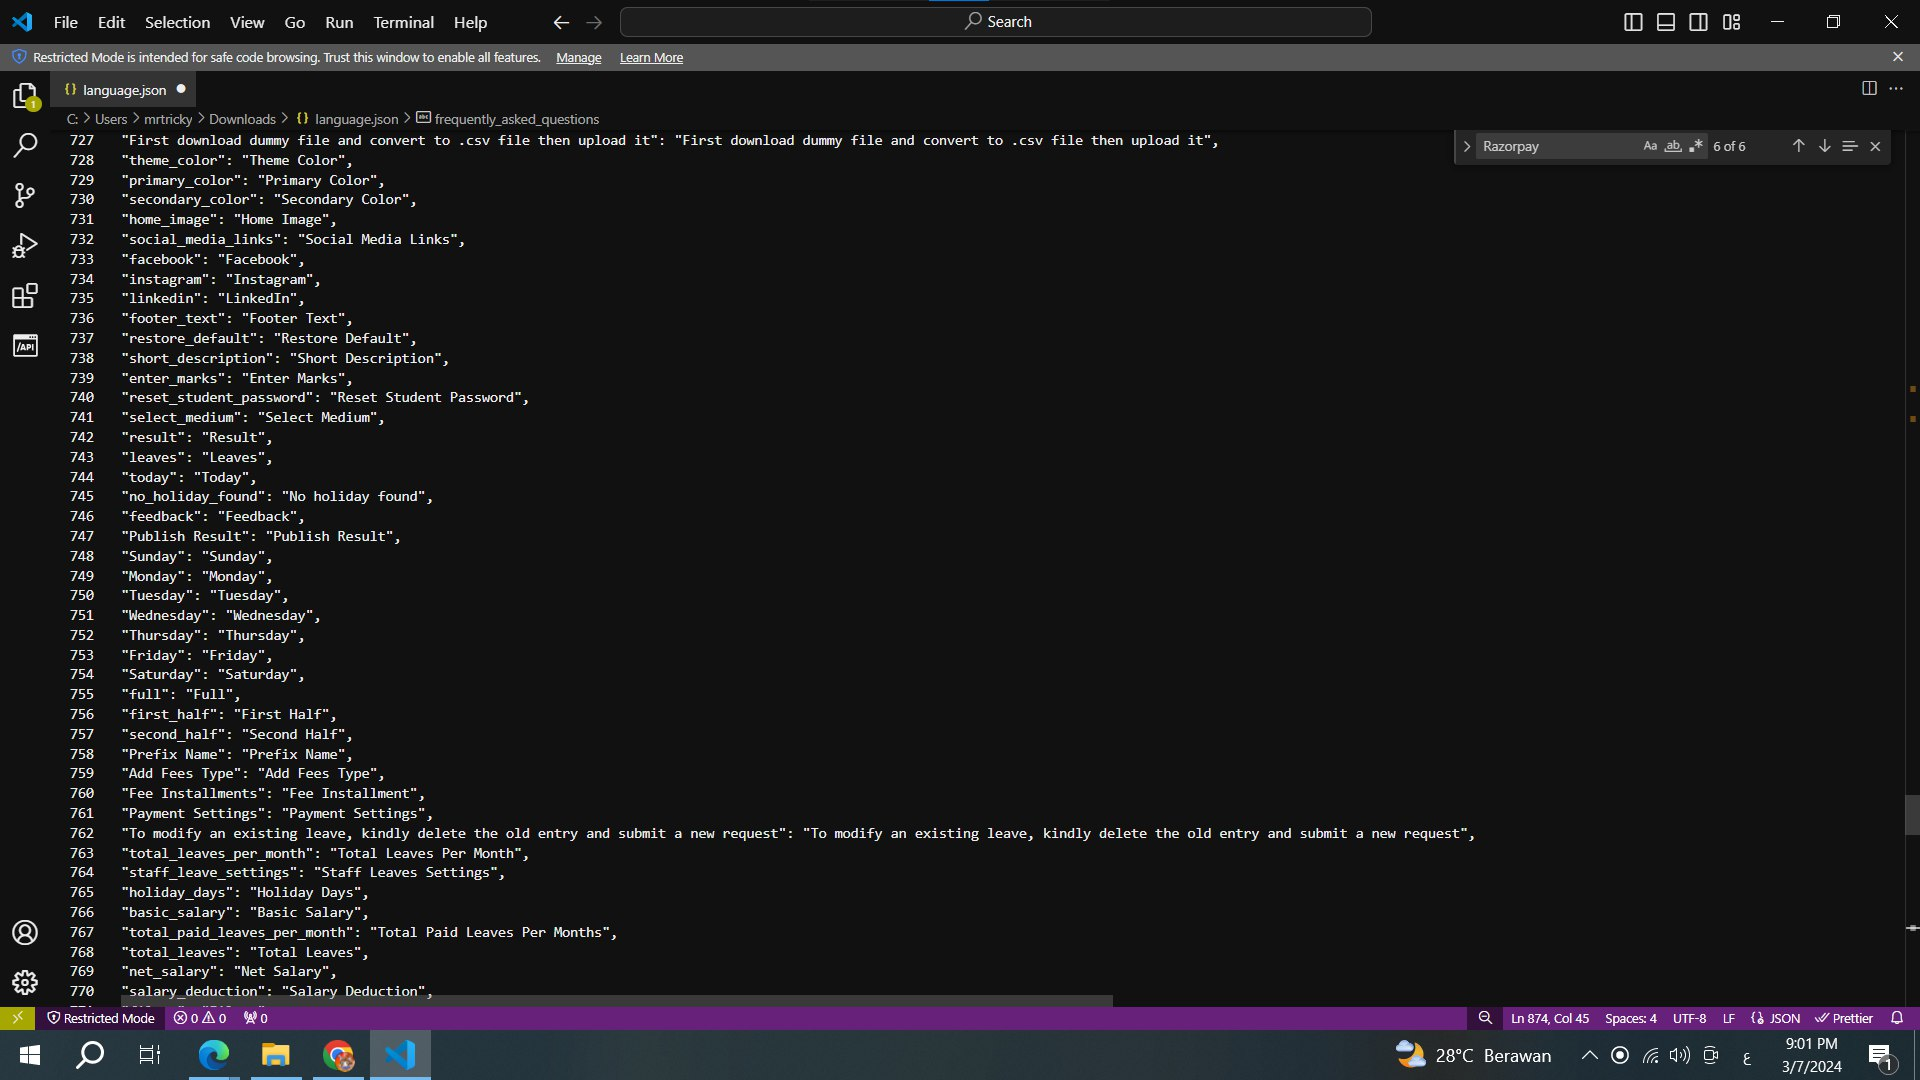 File Edit Selection View Go Run Terminal Help Search
Restricted Mode is intended for safe code browsing. Trust this window to enable all features. Manage Learn More
language.json
C: > Users > mrtricky > Downloads > {} language.json > frequently_asked_questions
Razorpay Aa ab 6 of 6
727 "First download dummy file and convert to .csv file then upload it": "First download dummy file and convert to .csv file then upload it",
728 "theme_color": "Theme Color",
729 "primary_color": "Primary Color",
730 "secondary_color": "Secondary Color",
731 "home_image": "Home Image",
732 "social_media_links": "Social Media Links",
733 "facebook": "Facebook",
734 "instagram": "Instagram",
735 "linkedin": "LinkedIn",
736 "footer_text": "Footer Text",
737 "restore_default": "Restore Default",
738 "short_description": "Short Description",
739 "enter_marks": "Enter Marks",
740 "reset_student_password": "Reset Student Password",
741 "select_medium": "Select Medium",
742 "result": "Result",
743 "leaves": "Leaves",
744 "today": "Today",
745 "no_holiday_found": "No holiday found",
746 "feedback": "Feedback",
747 "Publish Result": "Publish Result",
748 "Sunday": "Sunday",
749 "Monday": "Monday",
750 "Tuesday": "Tuesday",
751 "Wednesday": "Wednesday",
752 "Thursday": "Thursday",
753 "Friday": "Friday",
754 "Saturday": "Saturday",
755 "full": "Full",
756 "first_half": "First Half",
757 "second_half": "Second Half",
758 "Prefix Name": "Prefix Name",
759 "Add Fees Type": "Add Fees Type",
760 "Fee Installments": "Fee Installment",
761 "Payment Settings": "Payment Settings",
762 "To modify an existing leave, kindly delete the old entry and submit a new request": "To modify an existing leave, kindly delete the old entry and submit a new request",
763 "total_leaves_per_month": "Total Leaves Per Month",
764 "staff_leave_settings": "Staff Leaves Settings",
765 "holiday_days": "Holiday Days",
766 "basic_salary": "Basic Salary",
767 "total_paid_leaves_per_month": "Total Paid Leaves Per Months",
768 "total_leaves": "Total Leaves",
769 "net_salary": "Net Salary",
770 "salary_deduction": "Salary Deduction",
Restricted Mode 0 0 0 Ln 874, Col 45 Spaces: 4 UTF-8 LF {} JSON Prettier
28°C Berawan ع 9:01 PM
3/7/2024 1